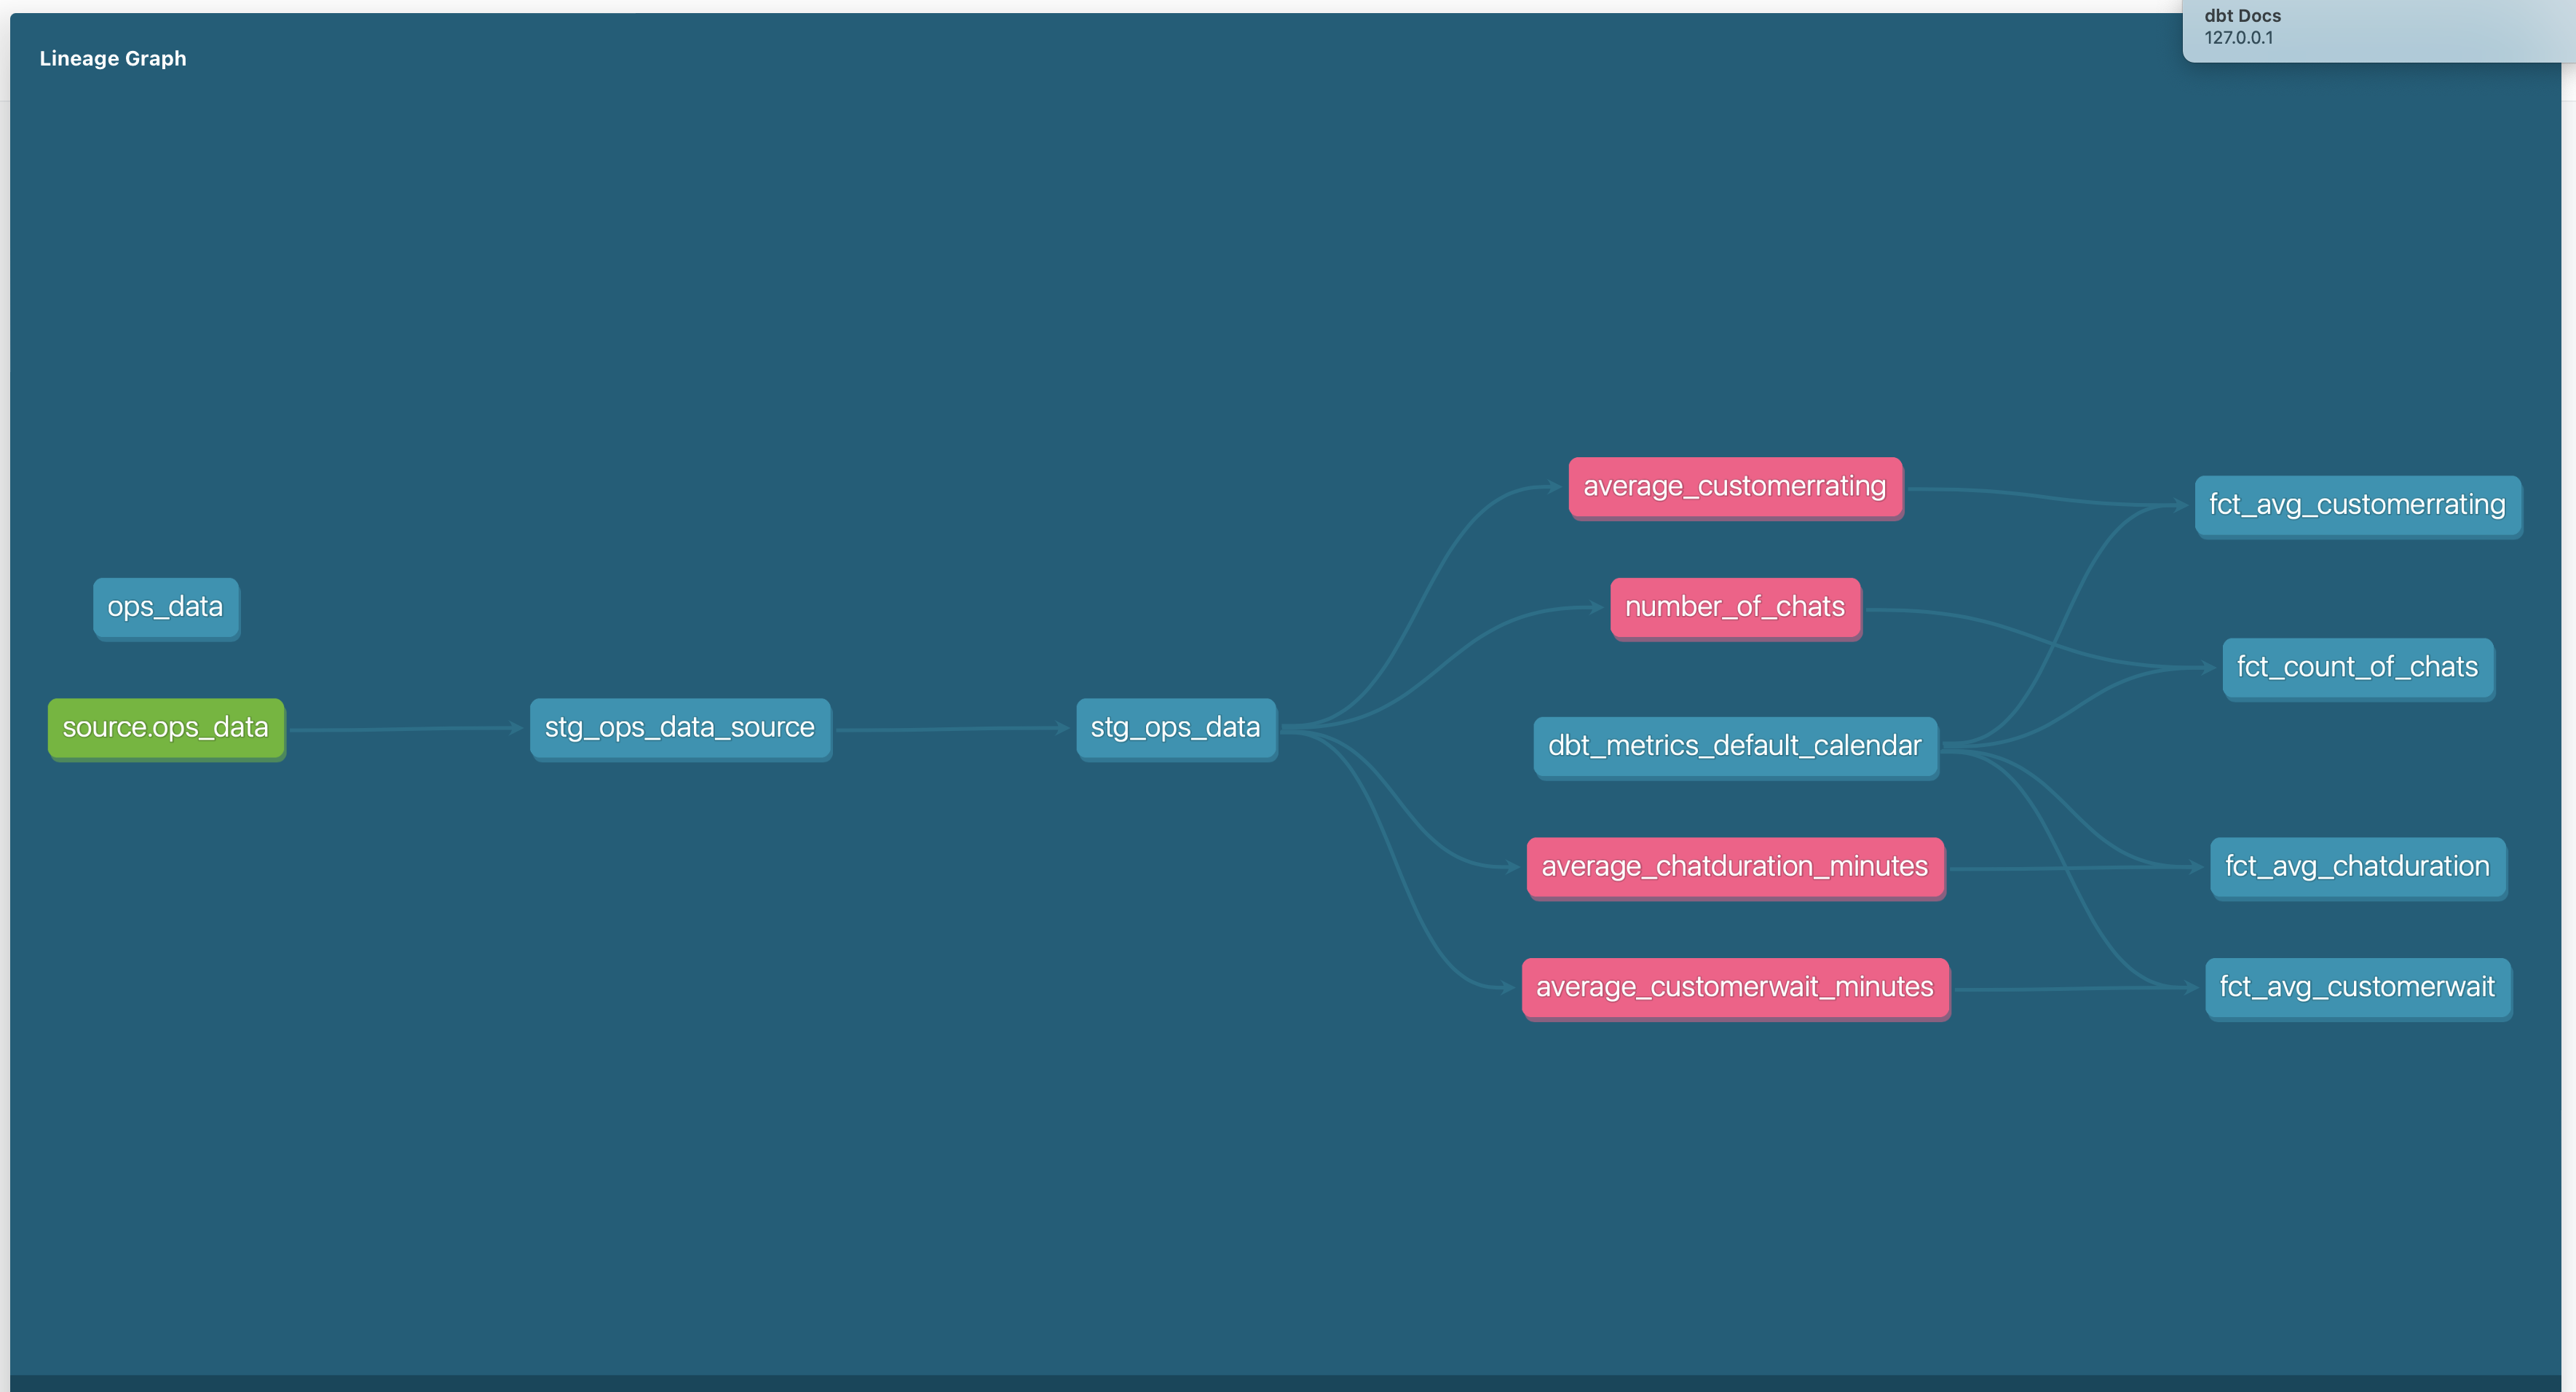 dbt Docs
127.0.0.1
Lineage Graph
average_customerrating
fct_avg_customerrating
ops_data
number_of_chats
fct_count_of_chats
source.ops_data
stg_ops_data_source
stg_ops_data
dbt_metrics_default_calendar
average_chatduration_minutes
fct_avg_chatduration
average_customerwait_minutes
fct_avg_customerwait